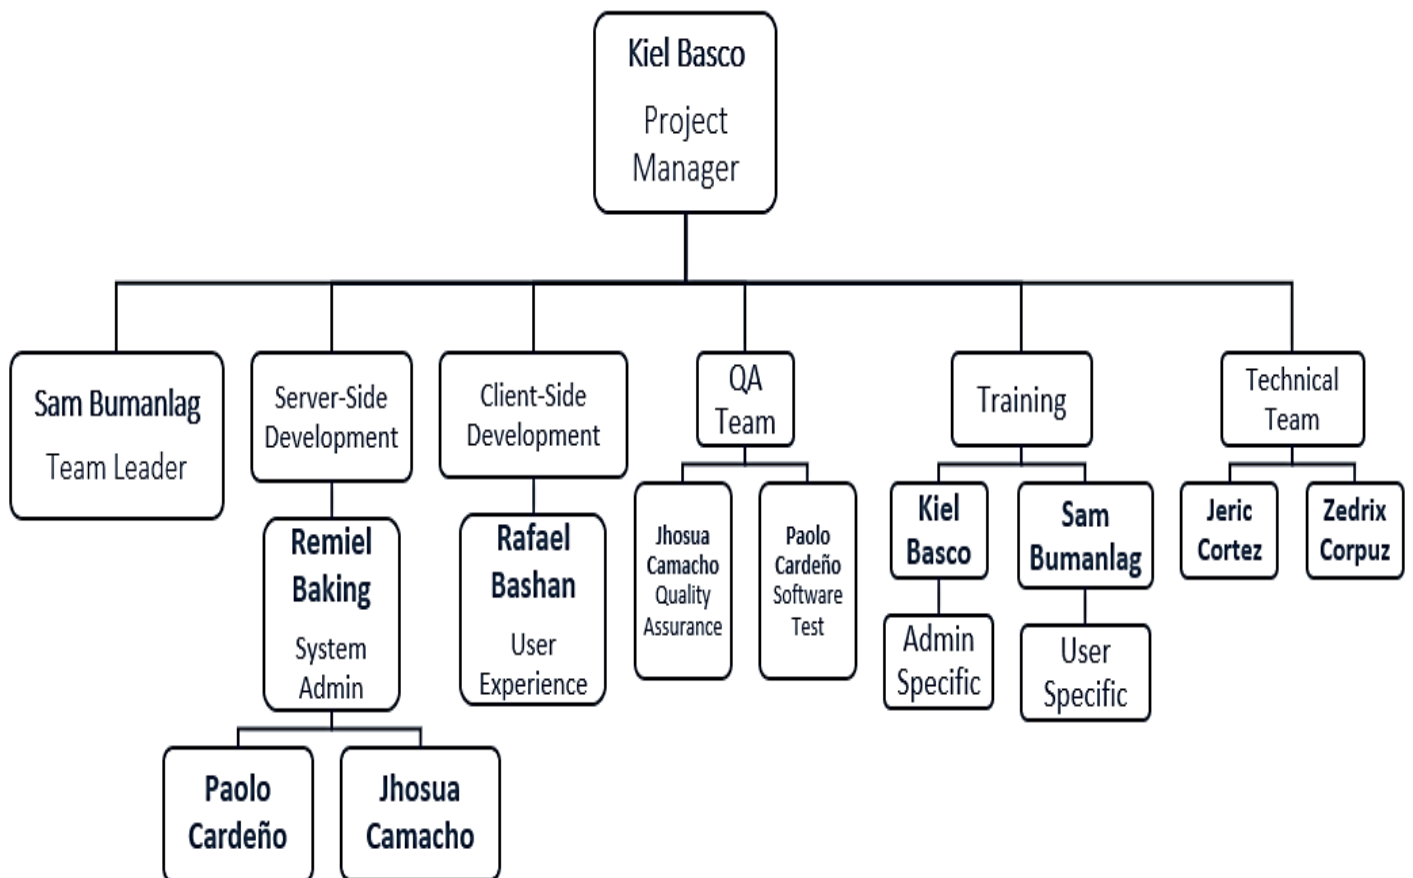 Kiel Basco
Project
Manager
Sam Bumanlag
Team Leader
Server-Side
Development
Client-Side
Development
QA
Team
Training
Technical
Team
Remiel
Baking
System
Admin
Rafael
Bashan
User
Experience
Jhosua
Camacho
Quality
Assurance
Paolo
Cardeño
Software
Test
Kiel
Basco
Sam
Bumanlag
Jeric
Cortez
Zedrix
Corpuz
Admin
Specific
User
Specific
Paolo
Cardeño
Jhosua
Camacho